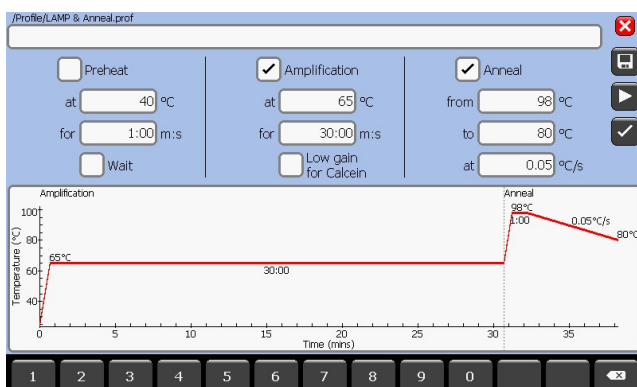 /Profile/LAMP & Anneal.prof
Preheat
at 40 °C
for 1:00 m:s
Wait
Amplification
at 65 °C
for 30:00 m:s
Low gain
for Calcein
Anneal
from 98 °C
to 80 °C
at 0.05 °C/s
Amplification
Anneal
Temperature (°C)
100
80
60
40
65°C
30:00
98°C
1:00
0.05°C/s
80°C
0 5 10 15 20 25 30 35
Time (mins)
1 2 3 4 5 6 7 8 9 0